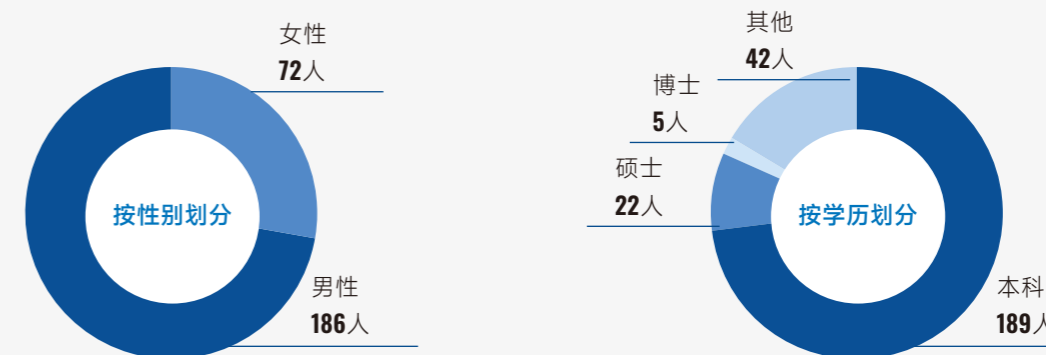 女性
72人
按性别划分
男性
186人
其他
42人
博士
5人
硕士
22人
按学历划分
本科
189人